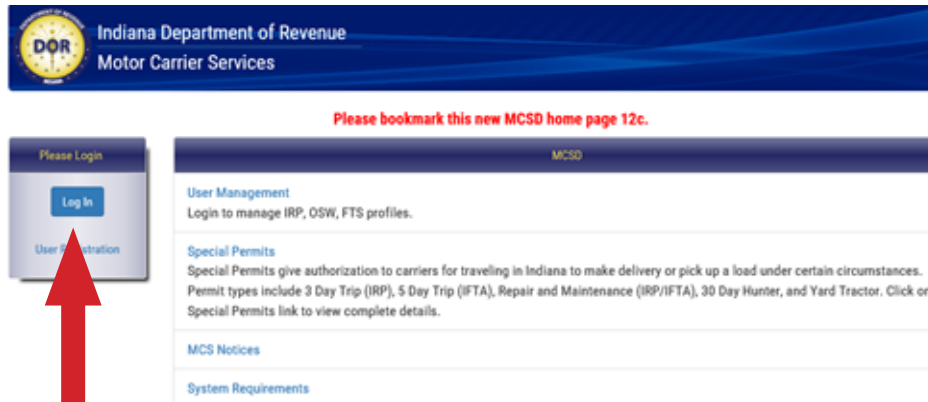 DOR
Indiana Department of Revenue
Motor Carrier Services
Please bookmark this new MCSD home page 12c.
Please Login
Log In
User Registration
MCSD
User Management
Login to manage IRP, OSW, FTS profiles.
Special Permits
Special Permits give authorization to carriers for traveling in Indiana to make delivery or pick up a load under certain circumstances.
Permit types include 3 Day Trip (IRP), 5 Day Trip (IFTA), Repair and Maintenance (IRP/IFTA), 30 Day Hunter, and Yard Tractor. Click on
Special Permits link to view complete details.
MCS Notices
System Requirements